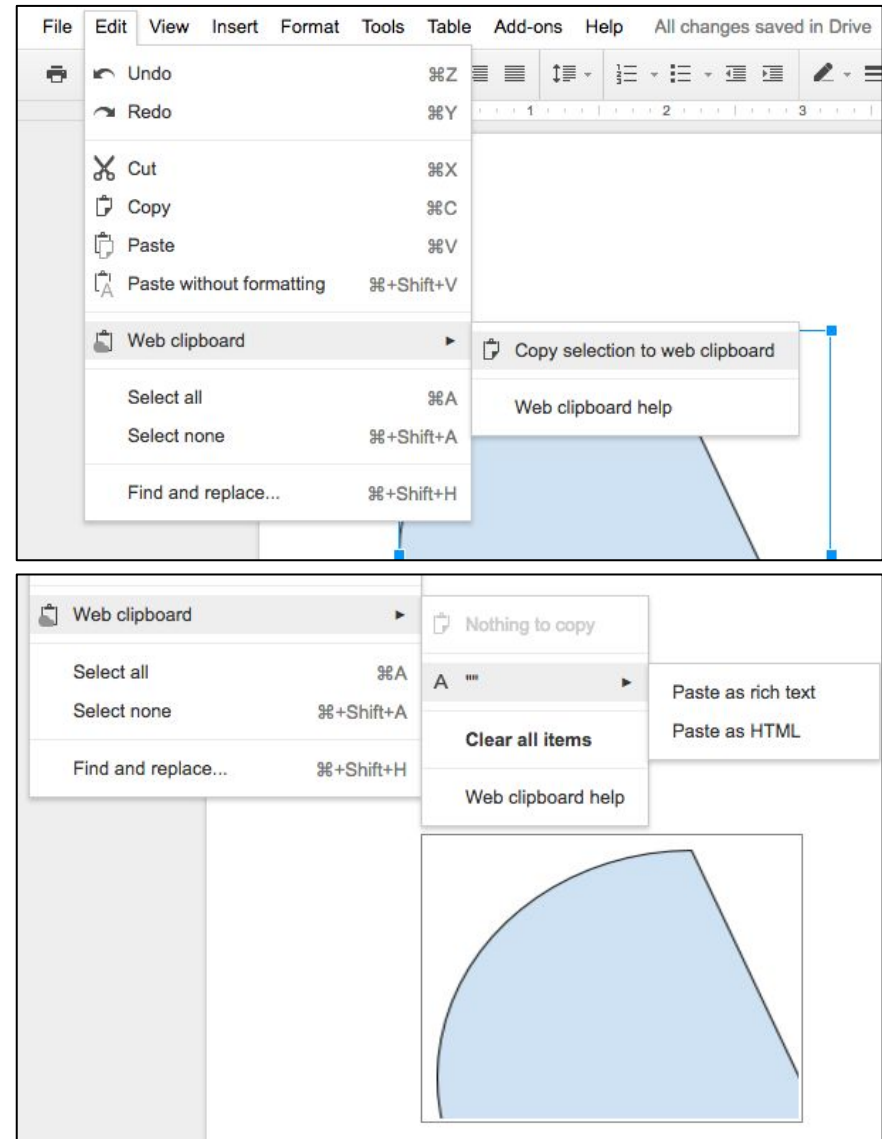 File Edit View Insert Format Tools Table Add-ons Help All changes saved in Drive
Undo ⌘Z
Redo ⌘Y
1 2 3
Cut ⌘X
Copy ⌘C
Paste ⌘V
Paste without formatting ⌘+Shift+V
Web clipboard ►
Copy selection to web clipboard
Web clipboard help
Select all ⌘A
Select none ⌘+Shift+A
Find and replace... ⌘+Shift+H
Web clipboard ►
Nothing to copy
Select all ⌘A
A "" ►
Paste as rich text
Select none ⌘+Shift+A
Paste as HTML
Clear all items
Find and replace... ⌘+Shift+H
Web clipboard help